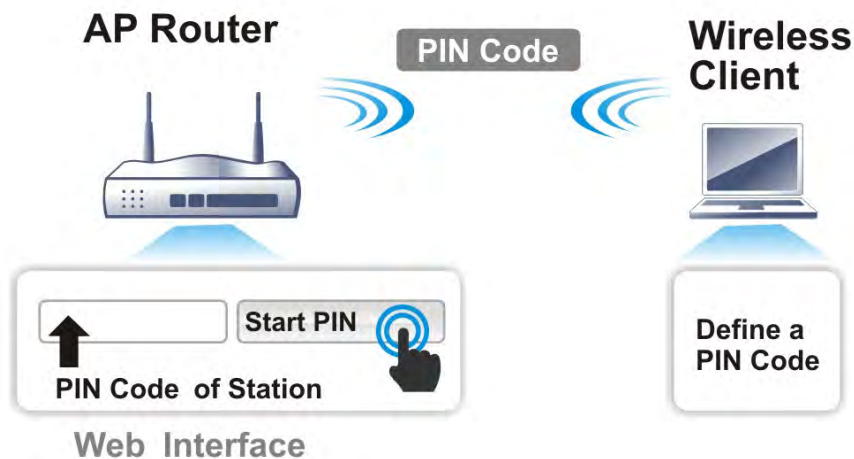 AP Router
PIN Code
Wireless
Client
Start PIN
PIN Code of Station
Define a
PIN Code
Web Interface